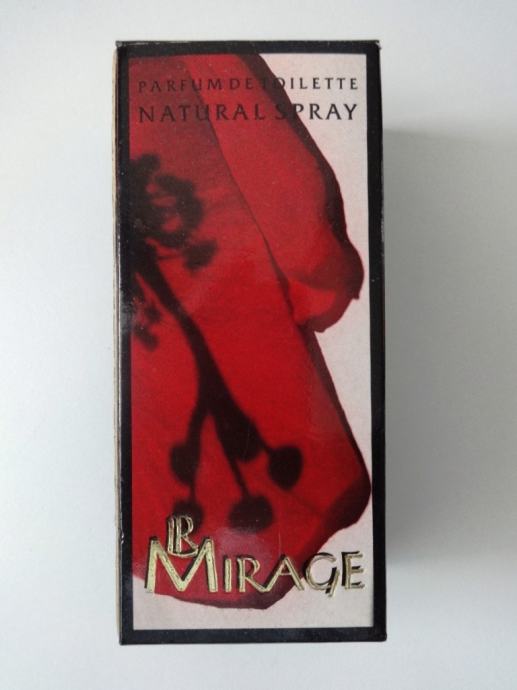 PARFUM DE TOILETTE
NATURAL SPRAY
LR
MIRAGE